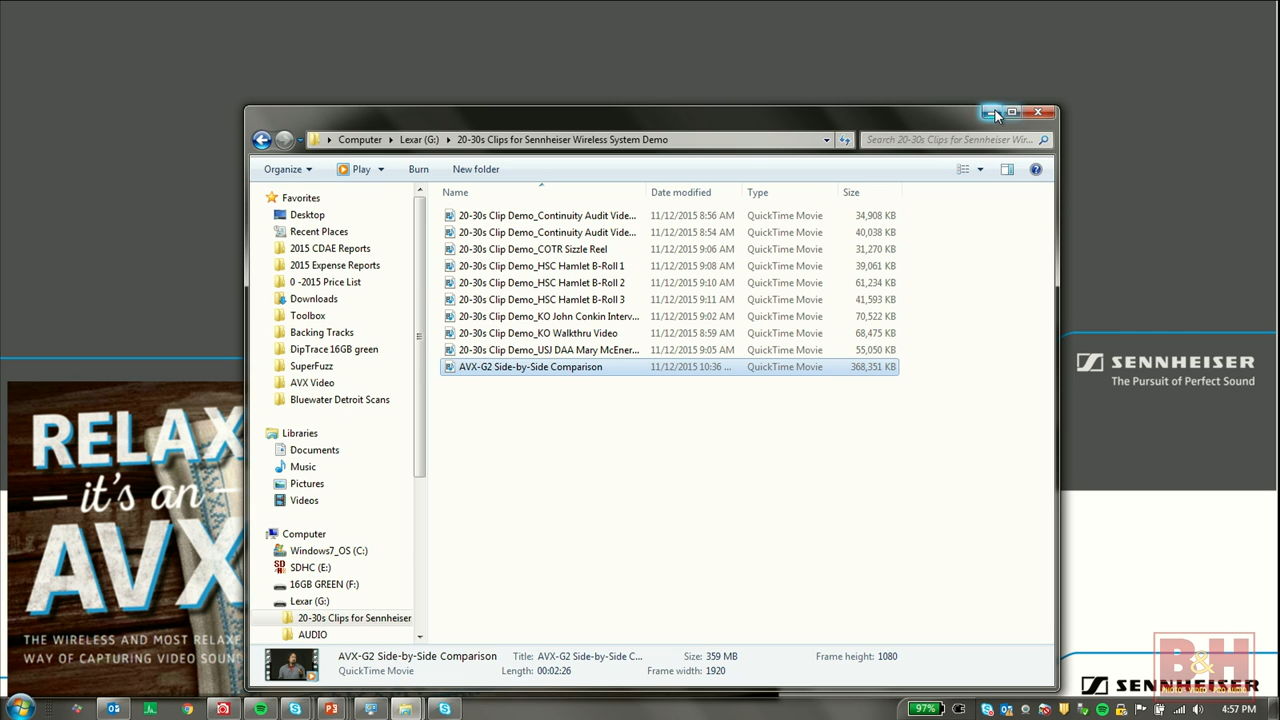 Computer ▸ Lexar (G:) ▸ 20-30s Clips for Sennheiser Wireless System Demo
Search 20-30s Clips for Sennheiser Wir...
Organize
Play
Burn
New folder
Name
Date modified
Type
Size
Favorites
Desktop
Recent Places
2015 CDAE Reports
2015 Expense Reports
0 -2015 Price List
Downloads
Toolbox
Backing Tracks
DipTrace 16GB green
SuperFuzz
AVX Video
Bluewater Detroit Scans
Libraries
Documents
Music
Pictures
Videos
Computer
Windows7_OS (C:)
SDHC (E:)
16GB GREEN (F:)
Lexar (G:)
20-30s Clips for Sennheiser
AUDIO
20-30s Clip Demo_Continuity Audit Vide... 11/12/2015 8:56 AM QuickTime Movie 34,908 KB
20-30s Clip Demo_Continuity Audit Vide... 11/12/2015 8:54 AM QuickTime Movie 40,038 KB
20-30s Clip Demo_COTR Sizzle Reel 11/12/2015 9:06 AM QuickTime Movie 31,270 KB
20-30s Clip Demo_HSC Hamlet B-Roll 1 11/12/2015 9:08 AM QuickTime Movie 39,061 KB
20-30s Clip Demo_HSC Hamlet B-Roll 2 11/12/2015 9:10 AM QuickTime Movie 61,234 KB
20-30s Clip Demo_HSC Hamlet B-Roll 3 11/12/2015 9:11 AM QuickTime Movie 41,593 KB
20-30s Clip Demo_KO John Conkin Interv... 11/12/2015 9:02 AM QuickTime Movie 70,522 KB
20-30s Clip Demo_KO Walkthru Video 11/12/2015 8:59 AM QuickTime Movie 68,475 KB
20-30s Clip Demo_USJ DAA Mary McEner... 11/12/2015 9:05 AM QuickTime Movie 55,050 KB
AVX-G2 Side-by-Side Comparison 11/12/2015 10:36 ... QuickTime Movie 368,351 KB
AVX-G2 Side-by-Side Comparison Title: AVX-G2 Side-by-Side C... Size: 359 MB Frame height: 1080
QuickTime Movie Length: 00:02:26 Frame width: 1920
RELAX
it's an
AVX
THE WIRELESS AND MOST RELAXE
WAY OF CAPTURING VIDEO SOUN
SENNHEISER
The Pursuit of Perfect Sound
B&H
SENNHEISER
97%
4:57 PM